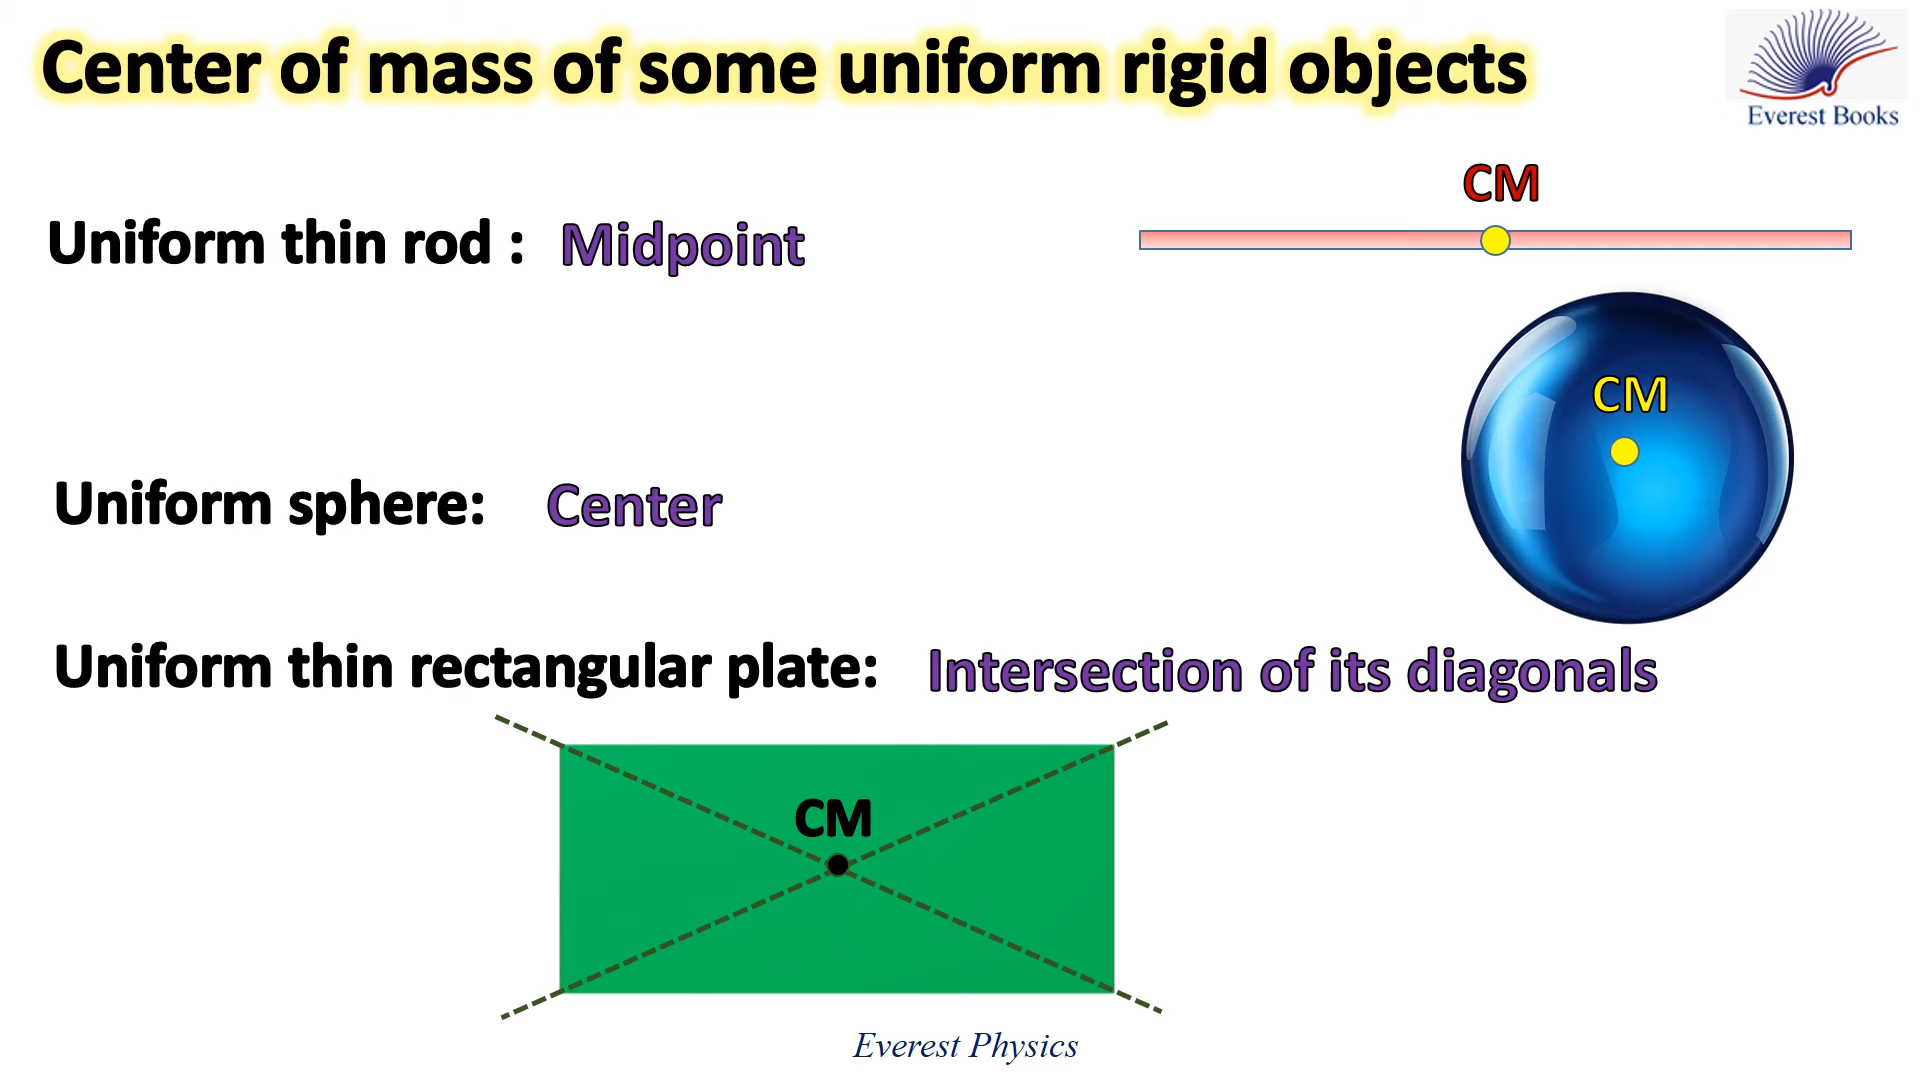 Center of mass of some uniform rigid objects
Everest Books
CM
Uniform thin rod : Midpoint
CM
Uniform sphere: Center
Uniform thin rectangular plate: Intersection of its diagonals
CM
Everest Physics